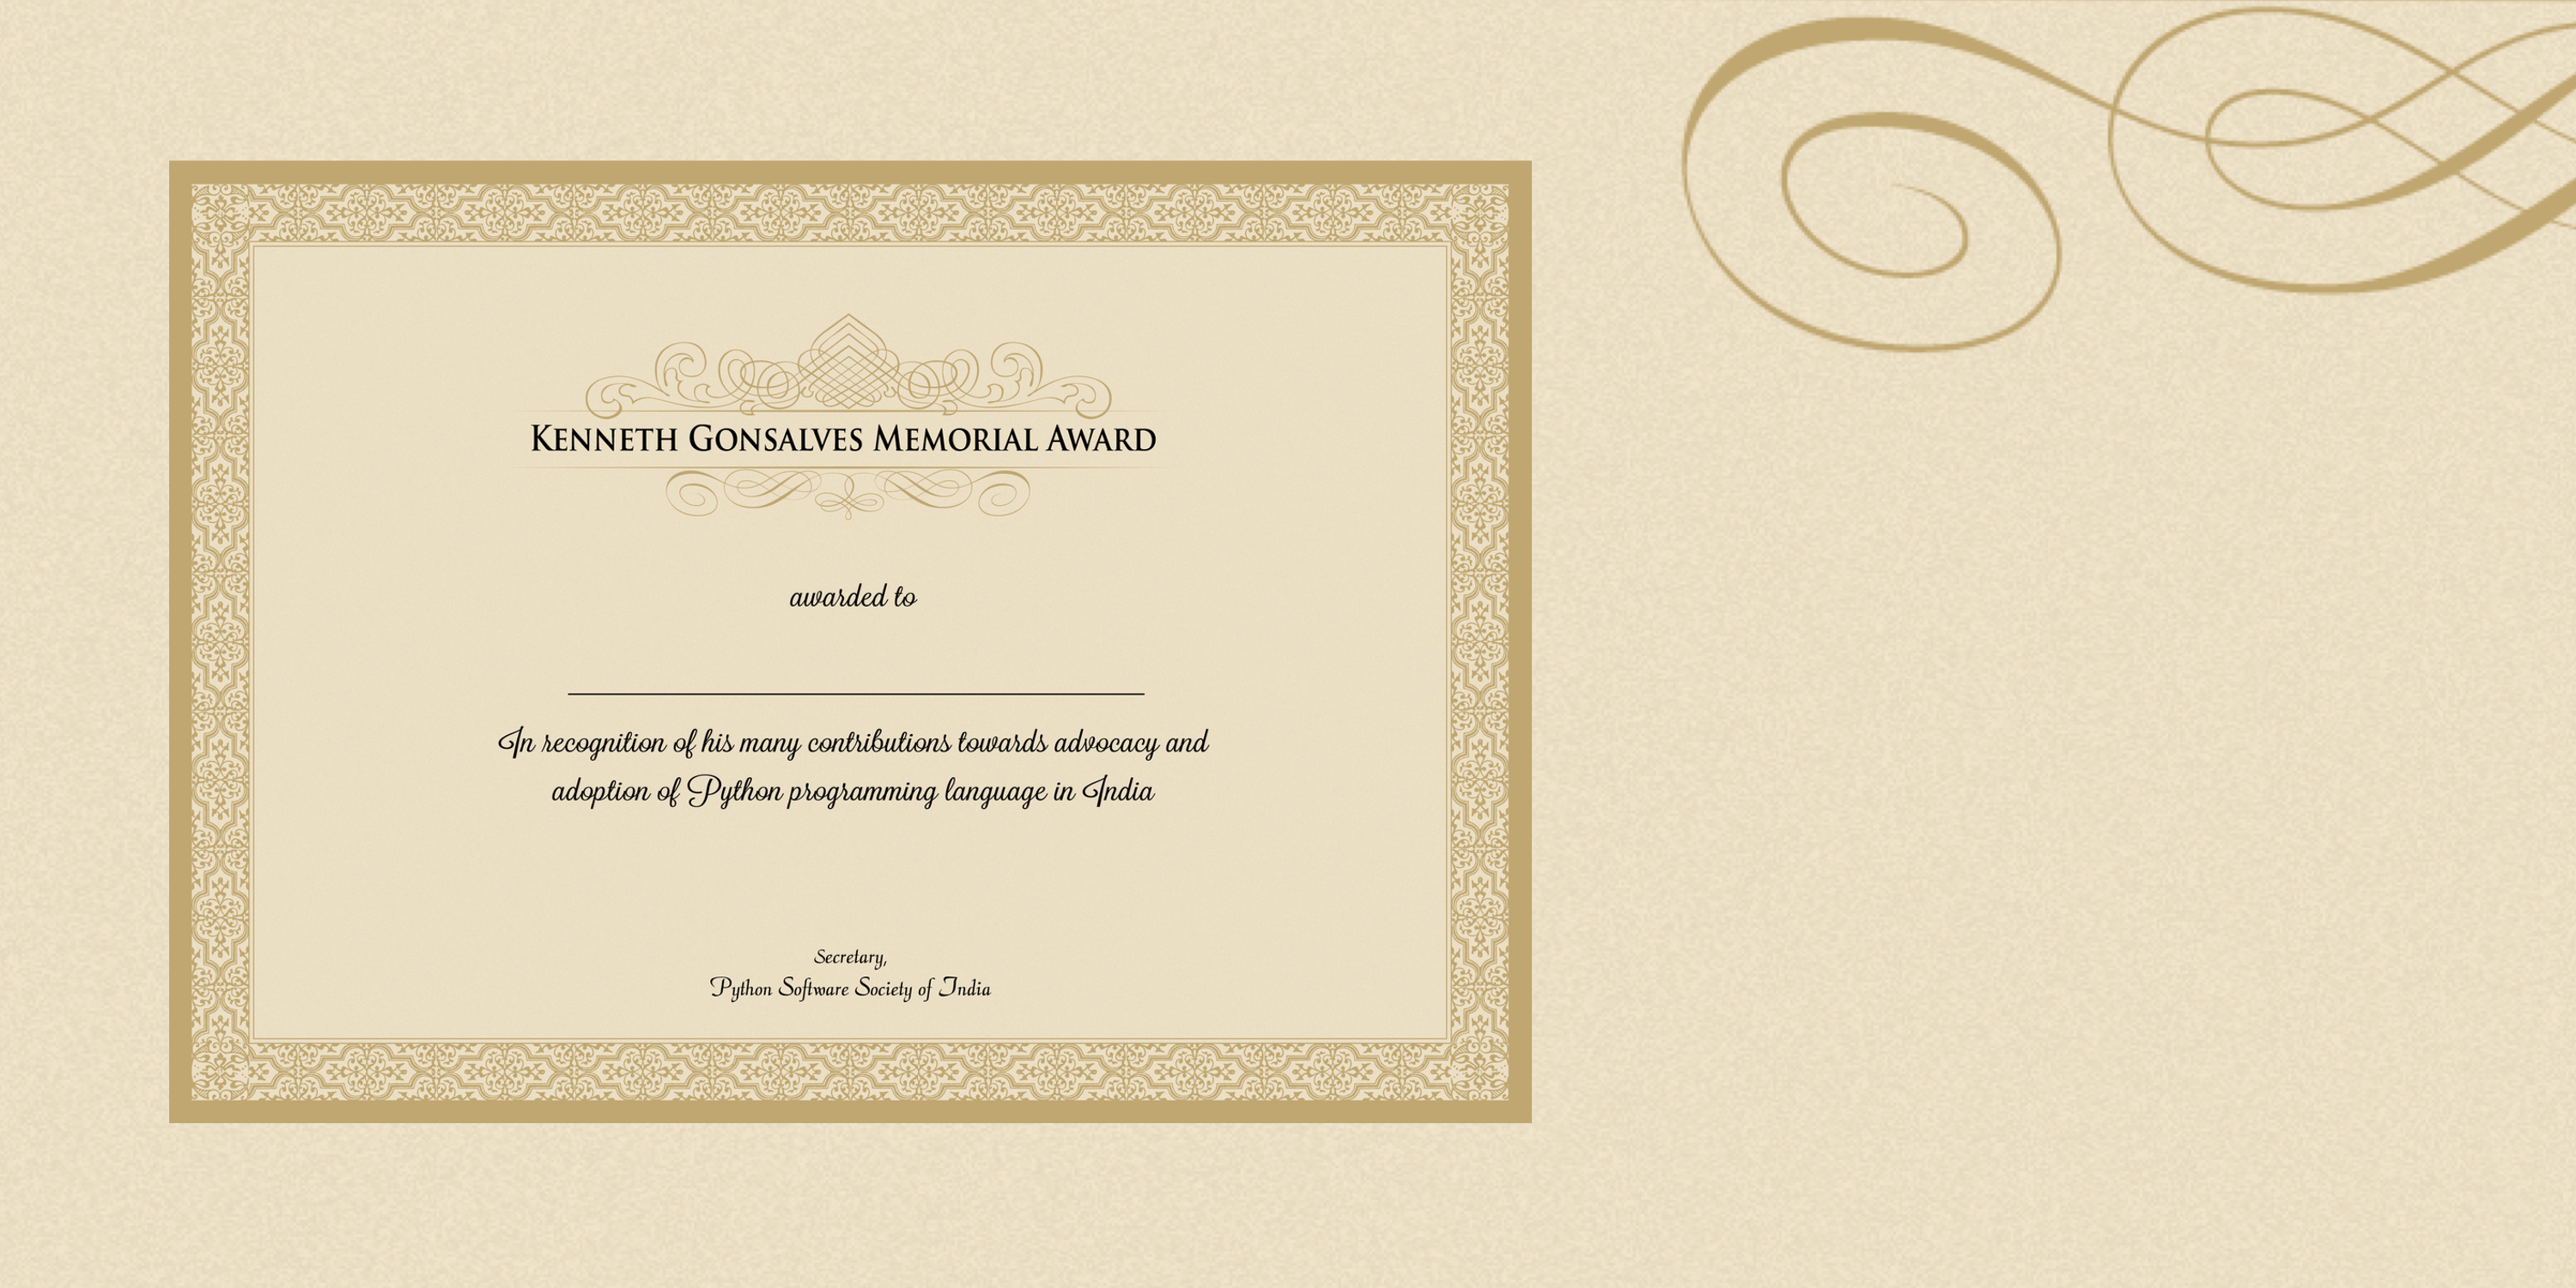 Kenneth Gonsalves Memorial Award
awarded to
In recognition of his many contributions towards advocacy and
adoption of Python programming language in India
Secretary,
Python Software Society of India